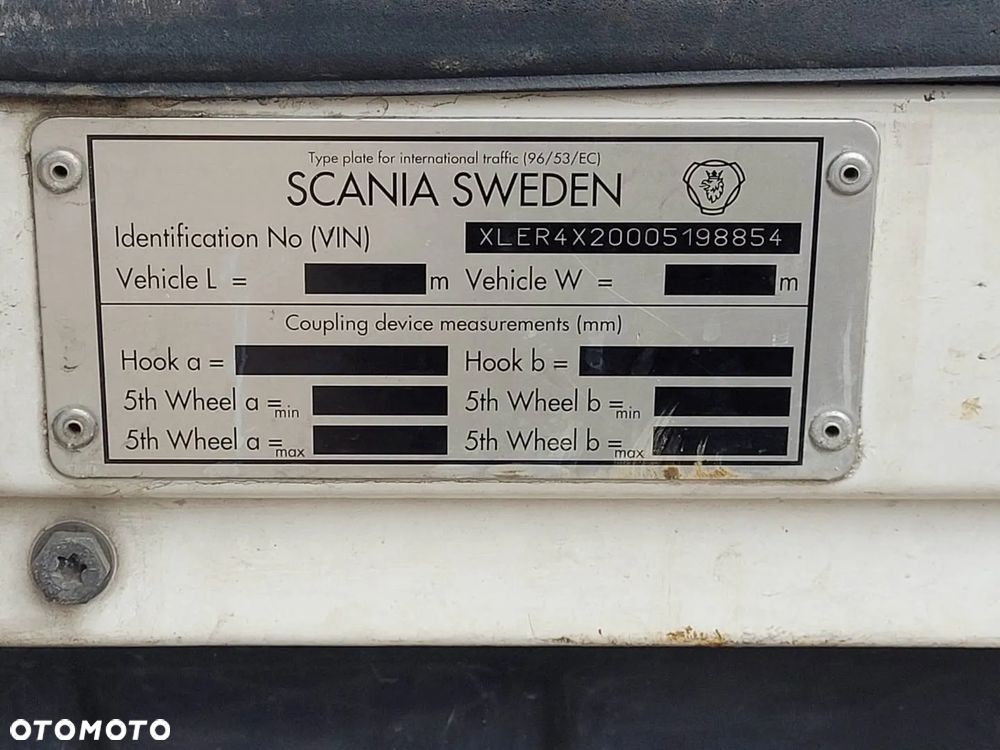 Type plate for international traffic (96/53/EC)
SCANIA SWEDEN
Identification No (VIN) XLER4X20005198854
Vehicle L = m Vehicle W = m
Coupling device measurements (mm)
Hook a = Hook b =
5th Wheel a =min 5th Wheel b =min
5th Wheel a =max 5th Wheel b =max
OTOMOTO